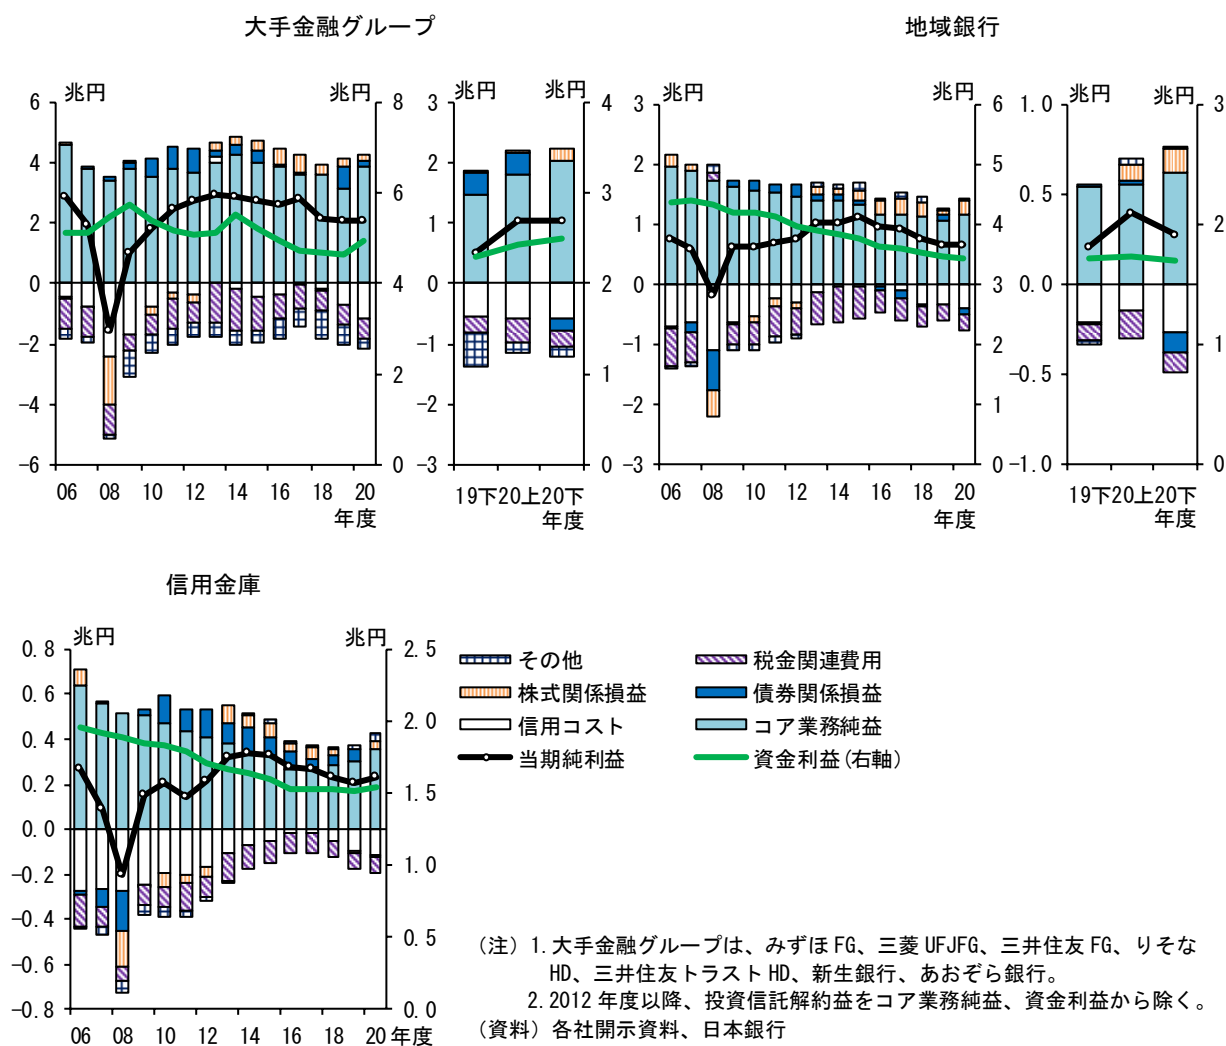 大手金融グループ
兆円 兆円
6
4
2
0
−2
−4
−6
8
6
4
2
0
06 08 10 12 14 16 18 20
年度
兆円 兆円
3
2
1
0
−1
−2
−3
4
3
2
1
0
19下20上20下
年度
地域銀行
兆円 兆円
3
2
1
0
−1
−2
−3
6
5
4
3
2
1
0
06 08 10 12 14 16 18 20
年度
兆円 兆円
1.0
0.5
0.0
−0.5
−1.0
3
2
1
0
19下20上20下
年度
信用金庫
兆円 兆円
0.8
0.6
0.4
0.2
0.0
−0.2
−0.4
−0.6
−0.8
2.5
2.0
1.5
1.0
0.5
0.0
06 08 10 12 14 16 18 20 年度
その他 税金関連費用
株式関係損益 債券関係損益
信用コスト コア業務純益
当期純利益 資金利益(右軸)
（注）1.大手金融グループは、みずほFG、三菱UFJFG、三井住友FG、りそな
HD、三井住友トラストHD、新生銀行、あおぞら銀行。
2.2012年度以降、投資信託解約益をコア業務純益、資金利益から除く。
（資料）各社開示資料、日本銀行